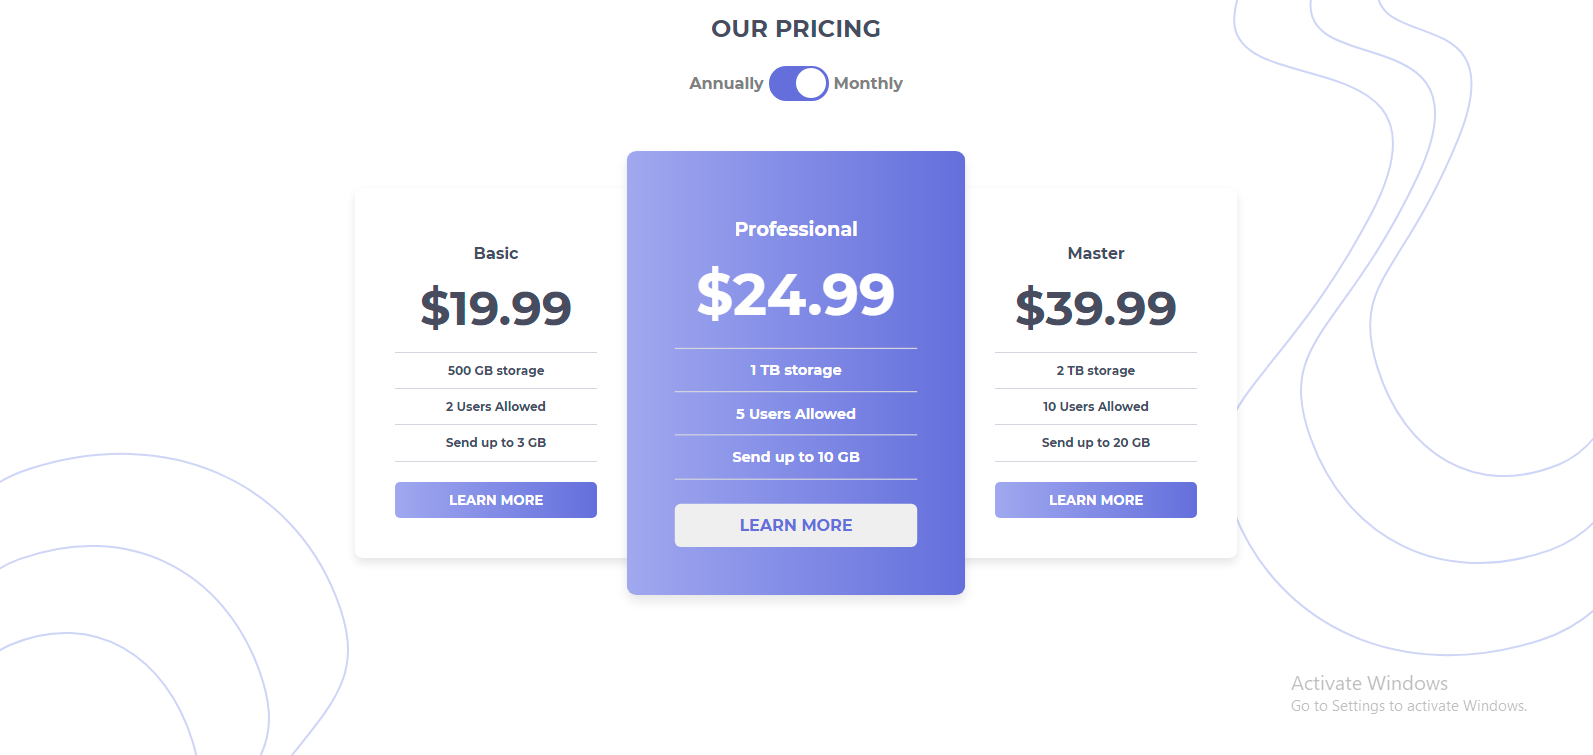 OUR PRICING
Annually Monthly
Basic
$19.99
500 GB storage
2 Users Allowed
Send up to 3 GB
LEARN MORE
Professional
$24.99
1 TB storage
5 Users Allowed
Send up to 10 GB
LEARN MORE
Master
$39.99
2 TB storage
10 Users Allowed
Send up to 20 GB
LEARN MORE
Activate Windows
Go to Settings to activate Windows.